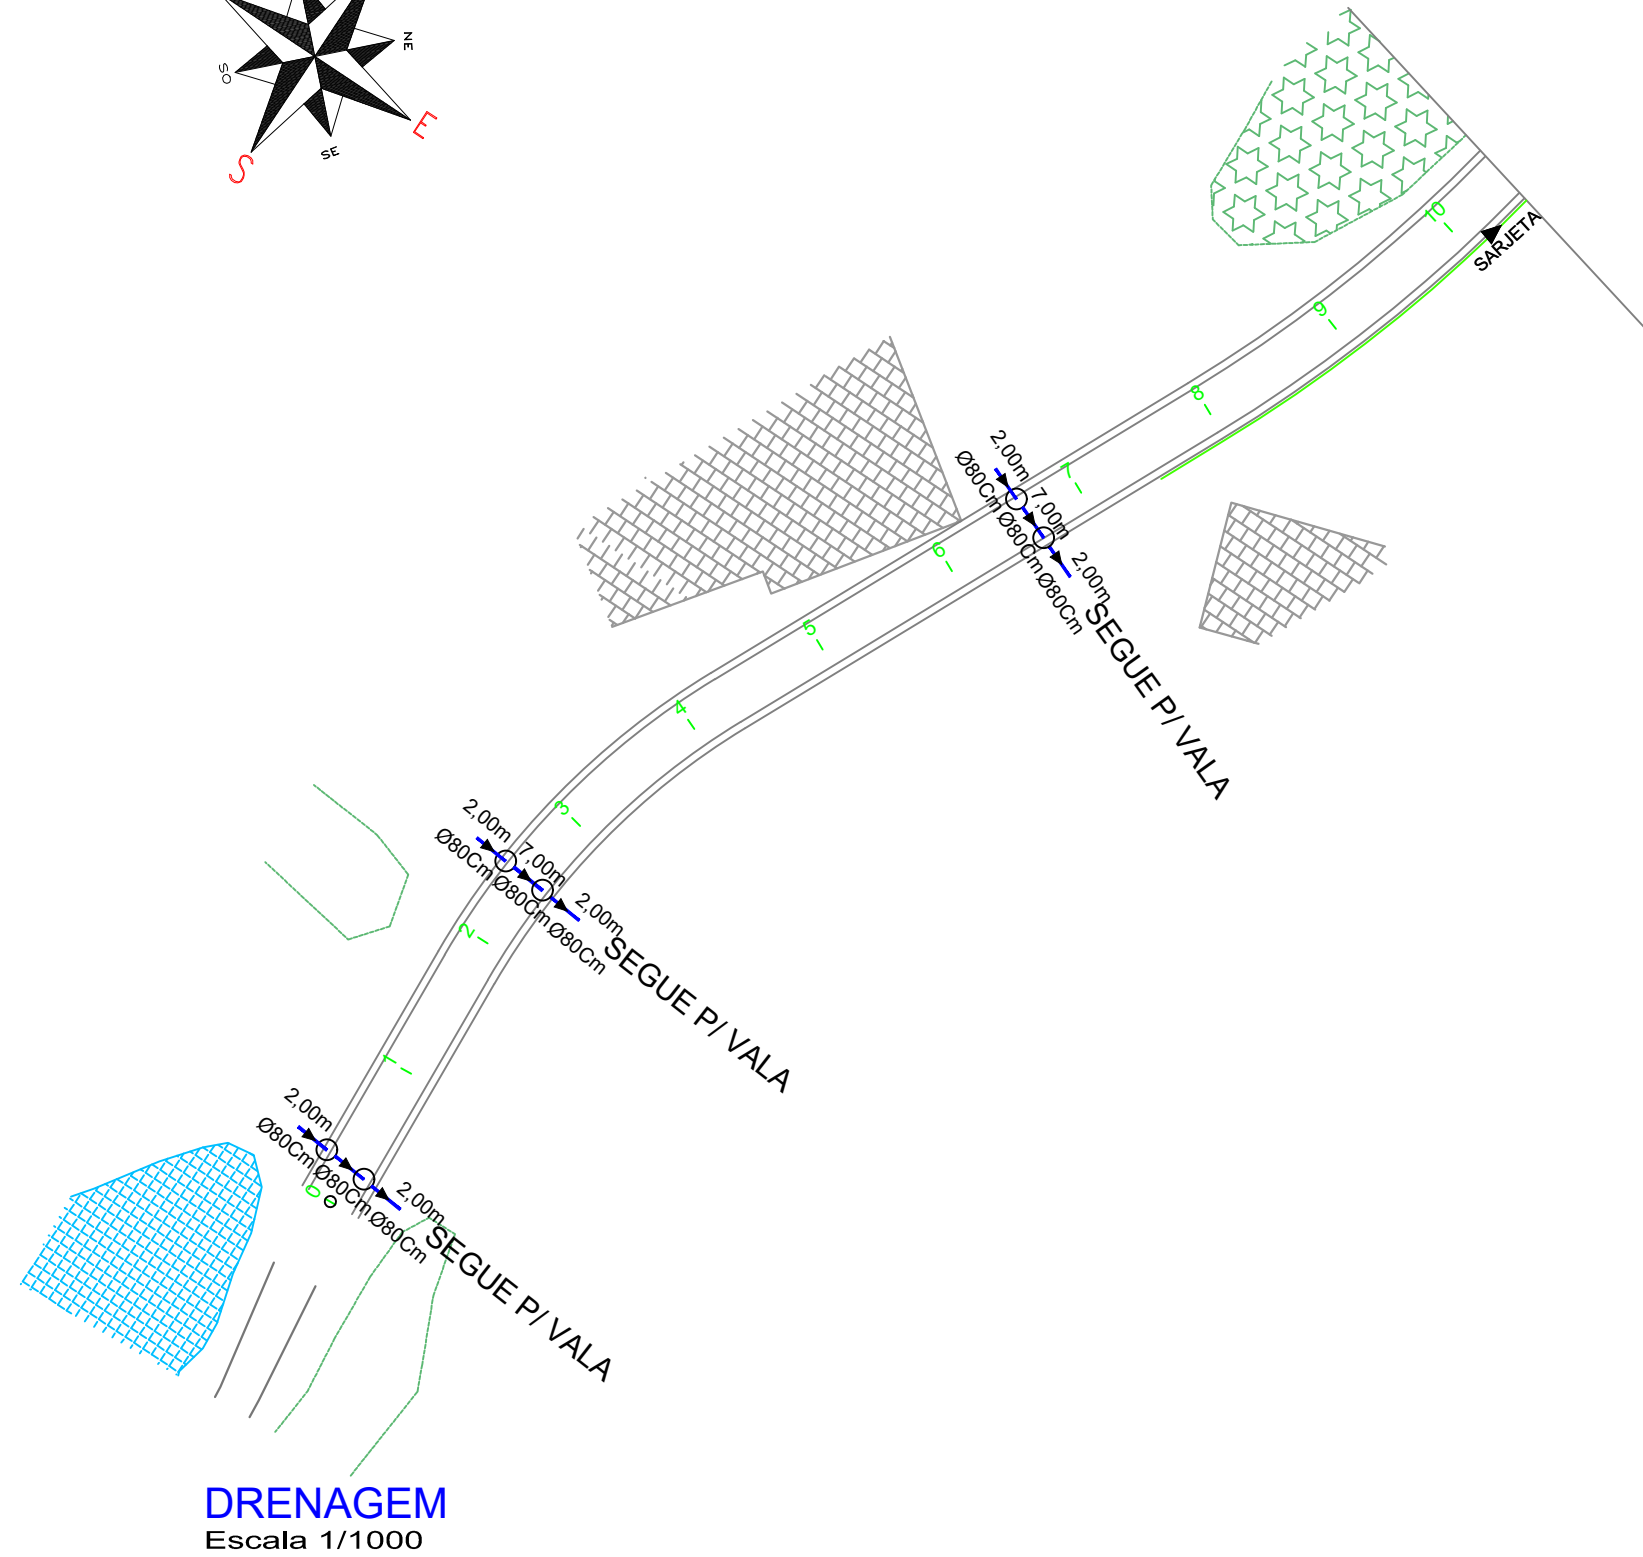 NE
SO
E
SE
S
10
SARJETA
9
8
7
2,00m
Ø80Cm
7,00m
Ø80Cm
2,00m
Ø80Cm
SEGUE P/ VALA
6
5
4
3
2,00m
Ø80Cm
7,00m
Ø80Cm
2,00m
Ø80Cm
SEGUE P/ VALA
2
1
2,00m
Ø80Cm
Ø80Cm
2,00m
Ø80Cm
SEGUE P/ VALA
0
DRENAGEM
Escala 1/1000